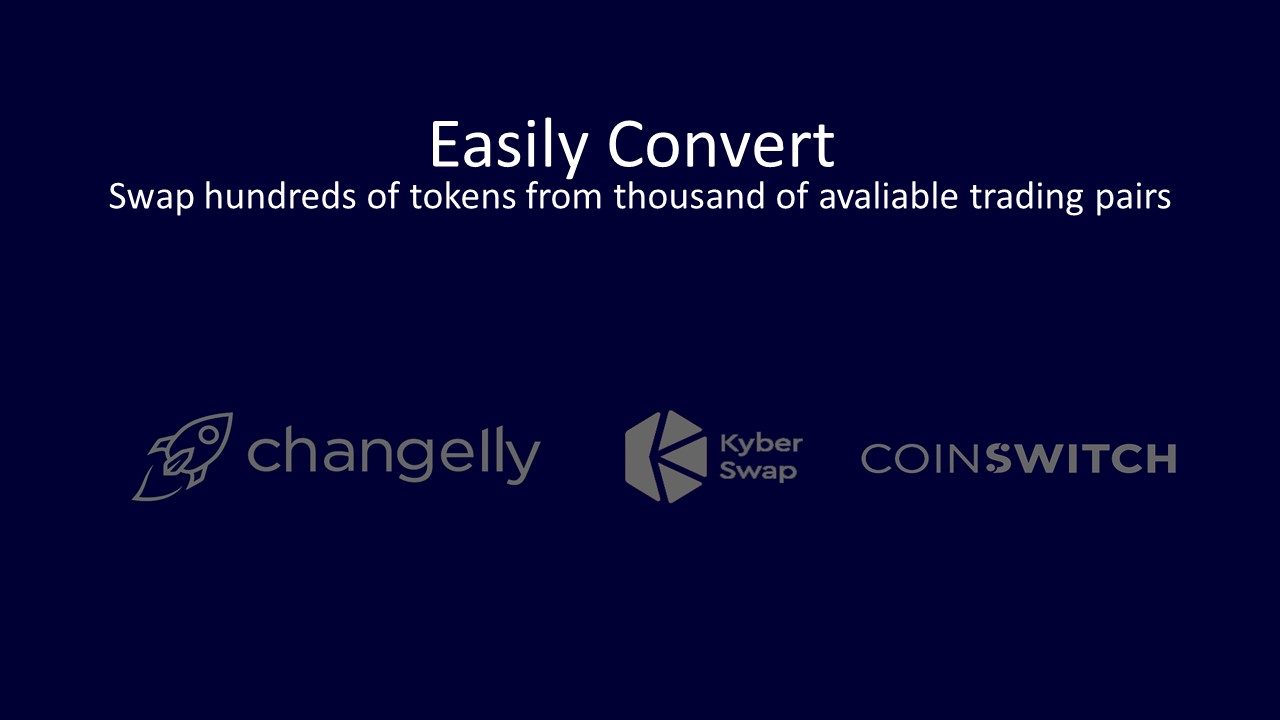 Easily Convert
Swap hundreds of tokens from thousand of avaliable trading pairs
changelly
Kyber
Swap
COINSWITCH